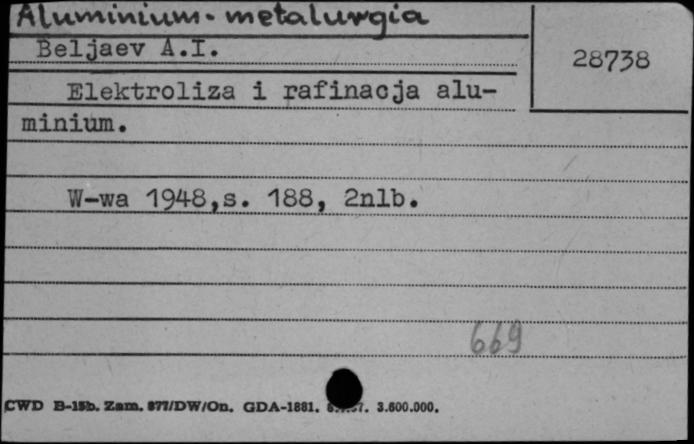 Aluminium-metalurgia
Beljaev A.I.
28738
Elektroliza i rafinacja alu-
minium.
W-wa 1948,s. 188, 2nlb.
669
CWD B-15b. Zam. 877/DW/On. GDA-1881. 3.600.000.